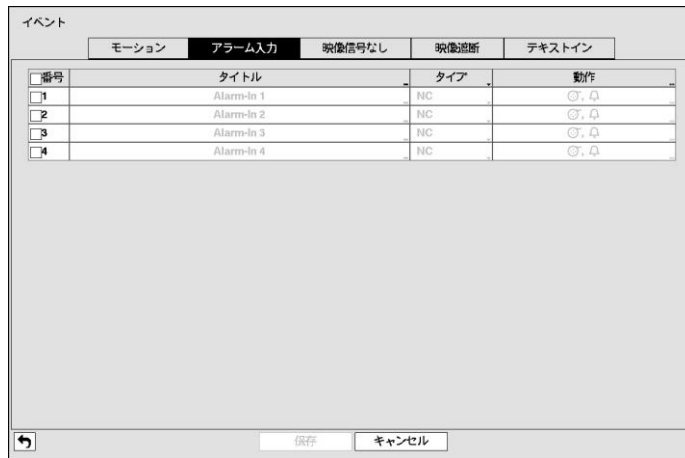 イベント
モーション アラーム入力 映像信号なし 映像遮断 テキストイン
番号 タイトル タイプ 動作
1 Alarm-In 1 NC
2 Alarm-In 2 NC
3 Alarm-In 3 NC
4 Alarm-In 4 NC
保存 キャンセル